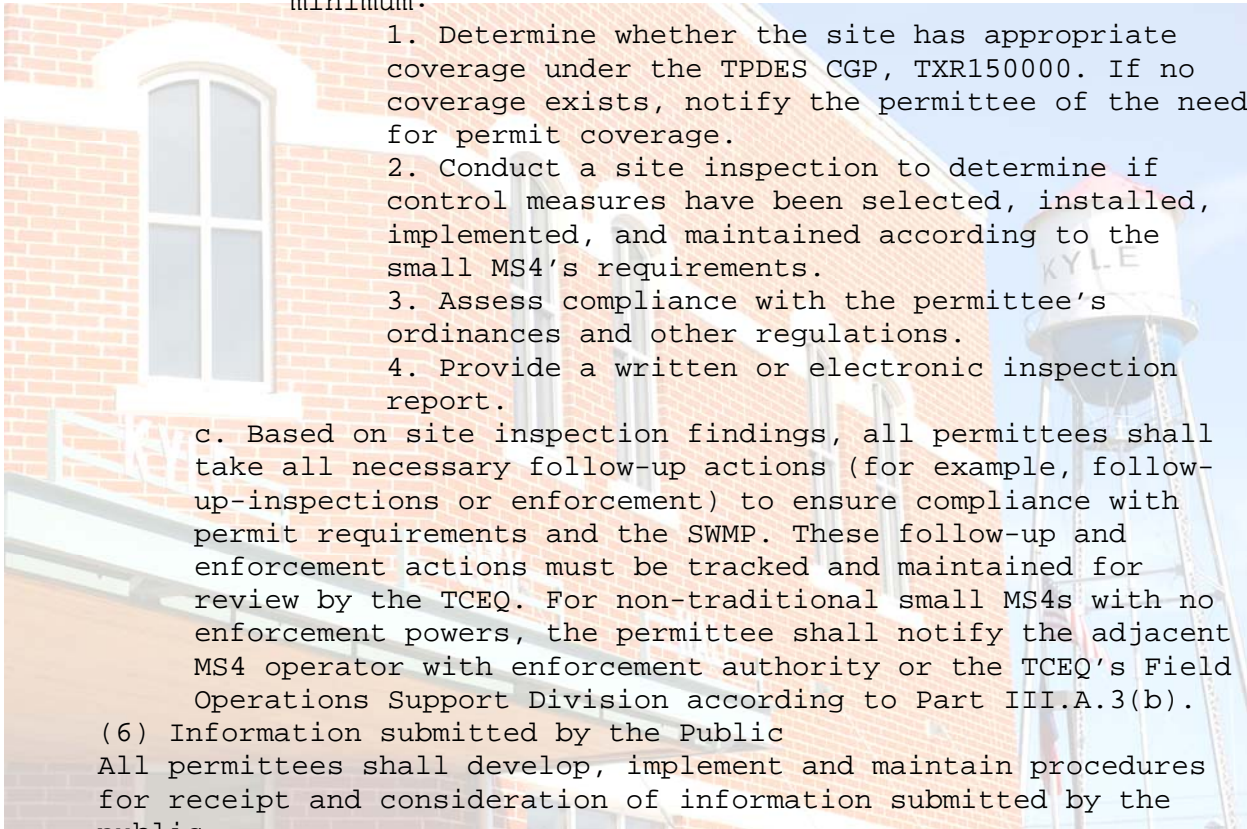 minimum:
1. Determine whether the site has appropriate
coverage under the TPDES CGP, TXR150000. If no
coverage exists, notify the permittee of the need
for permit coverage.
2. Conduct a site inspection to determine if
control measures have been selected, installed,
implemented, and maintained according to the
small MS4's requirements.
3. Assess compliance with the permittee's
ordinances and other regulations.
4. Provide a written or electronic inspection
report.
c. Based on site inspection findings, all permittees shall
take all necessary follow-up actions (for example, follow-
up-inspections or enforcement) to ensure compliance with
permit requirements and the SWMP. These follow-up and
enforcement actions must be tracked and maintained for
review by the TCEQ. For non-traditional small MS4s with no
enforcement powers, the permittee shall notify the adjacent
MS4 operator with enforcement authority or the TCEQ's Field
Operations Support Division according to Part III.A.3(b).
(6) Information submitted by the Public
All permittees shall develop, implement and maintain procedures
for receipt and consideration of information submitted by the
public.
KYLE
KYLE